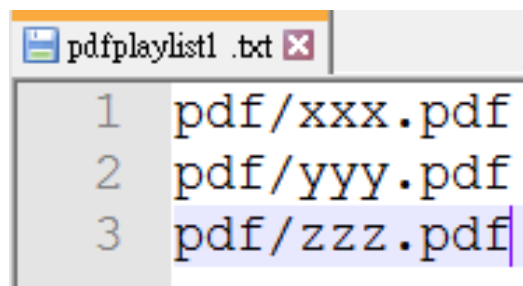 pdfplaylist1 .txt
1 pdf/xxx.pdf
2 pdf/yyy.pdf
3 pdf/zzz.pdf